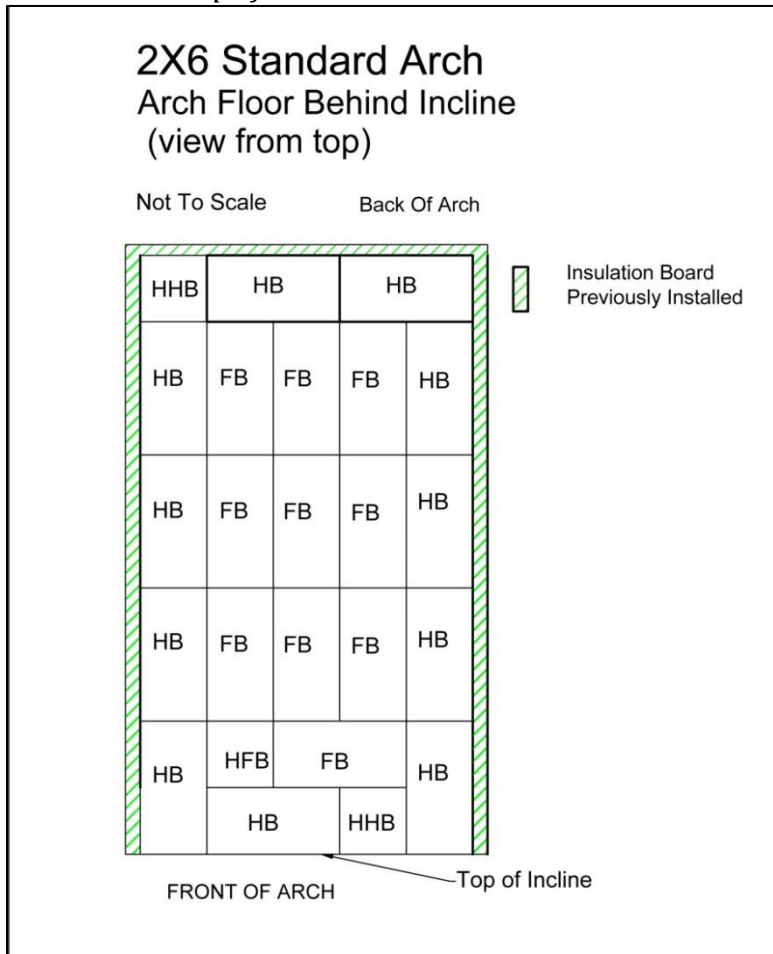 2X6 Standard Arch
Arch Floor Behind Incline
(view from top)
Not To Scale
Back Of Arch
Insulation Board
Previously Installed
HHB HB HB
HB FB FB FB HB
HB FB FB FB HB
HB FB FB FB HB
HB HFB FB HB
HB HHB
Top of Incline
FRONT OF ARCH